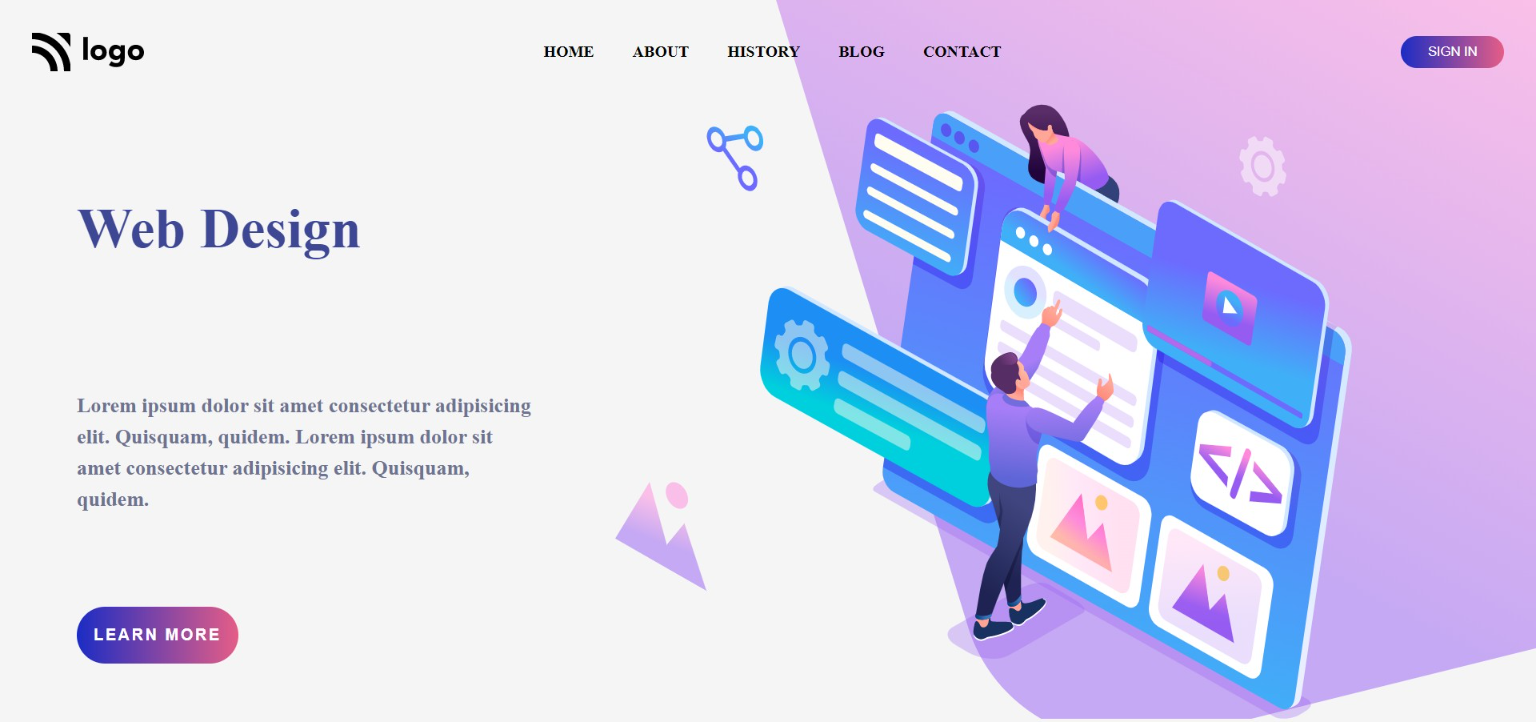 logo
HOME ABOUT HISTORY BLOG CONTACT
SIGN IN
Web Design
Lorem ipsum dolor sit amet consectetur adipisicing
elit. Quisquam, quidem. Lorem ipsum dolor sit
amet consectetur adipisicing elit. Quisquam,
quidem.
</>
LEARN MORE